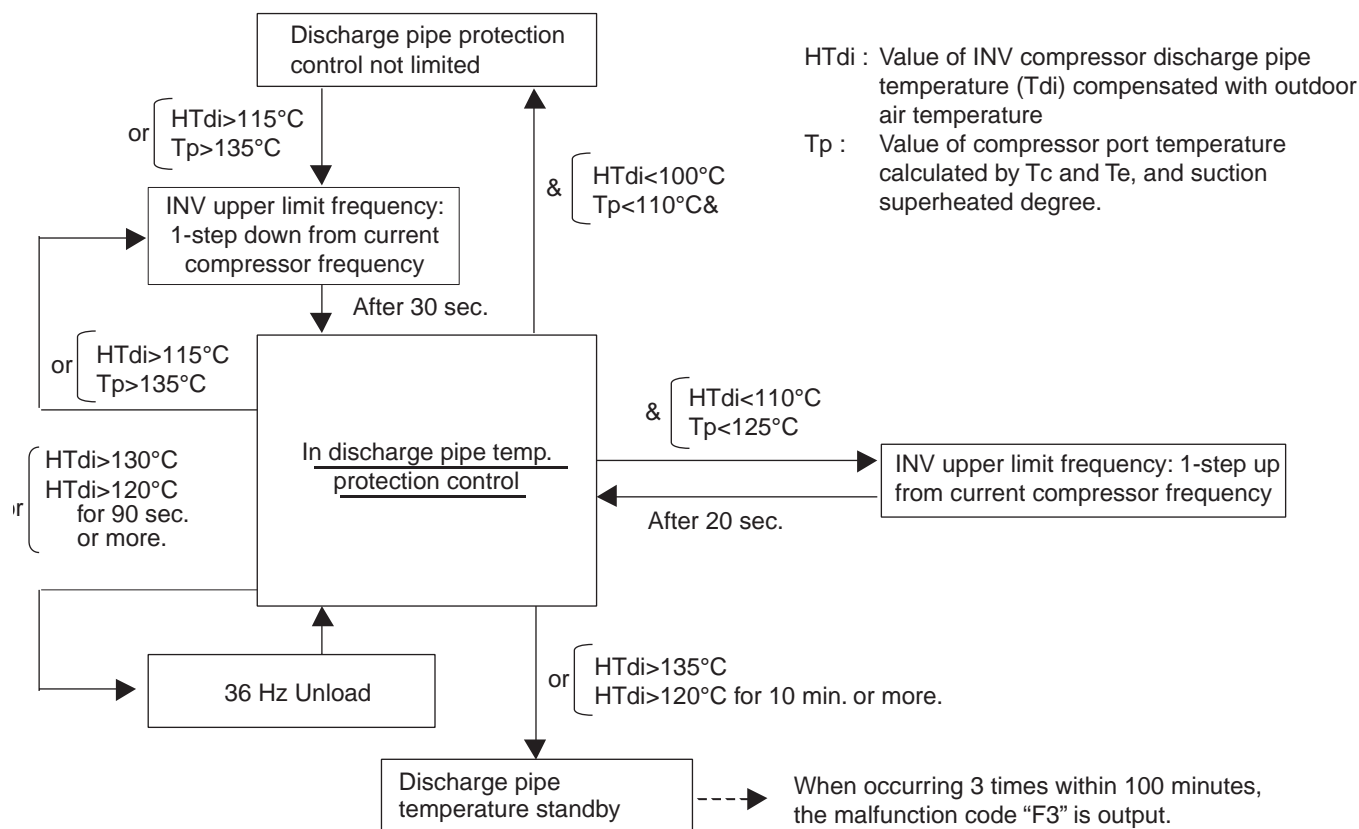 Discharge pipe protection
control not limited
HTdi : Value of INV compressor discharge pipe
temperature (Tdi) compensated with outdoor
air temperature
Tp : Value of compressor port temperature
calculated by Tc and Te, and suction
superheated degree.
or
HTdi>115°C
Tp>135°C
&
HTdi<100°C
Tp<110°C&
INV upper limit frequency:
1-step down from current
compressor frequency
After 30 sec.
or
HTdi>115°C
Tp>135°C
&
HTdi<110°C
Tp<125°C
In discharge pipe temp.
protection control
INV upper limit frequency: 1-step up
from current compressor frequency
After 20 sec.
HTdi>130°C
HTdi>120°C
for 90 sec.
or more.
36 Hz Unload
or
HTdi>135°C
HTdi>120°C for 10 min. or more.
Discharge pipe
temperature standby
When occurring 3 times within 100 minutes,
the malfunction code “F3” is output.